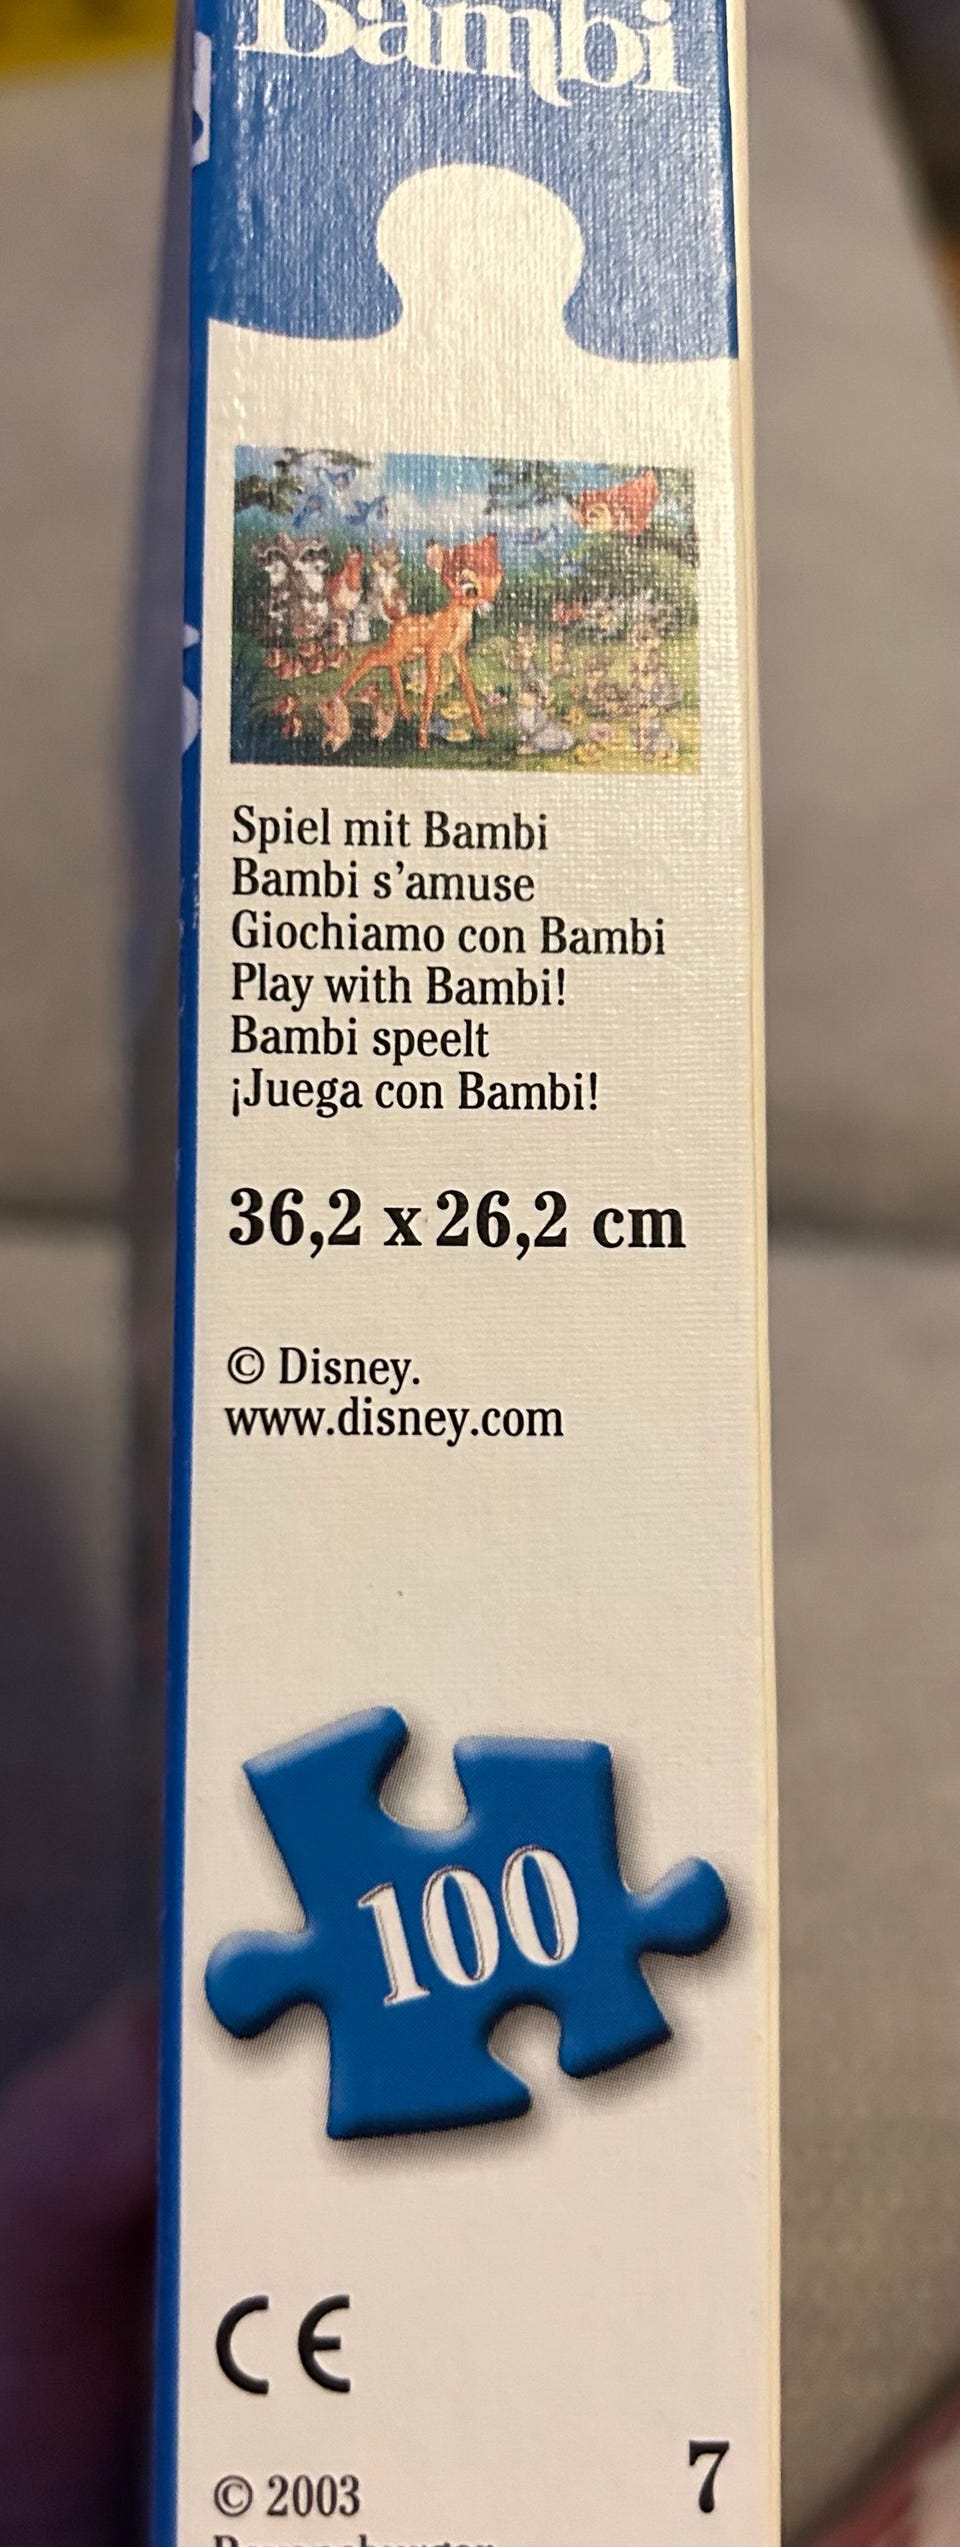 Bambi
Spiel mit Bambi
Bambi s'amuse
Giochiamo con Bambi
Play with Bambi!
Bambi speelt
¡Juega con Bambi!
36,2 x 26,2 cm
© Disney.
www.disney.com
100
CE
7
© 2003